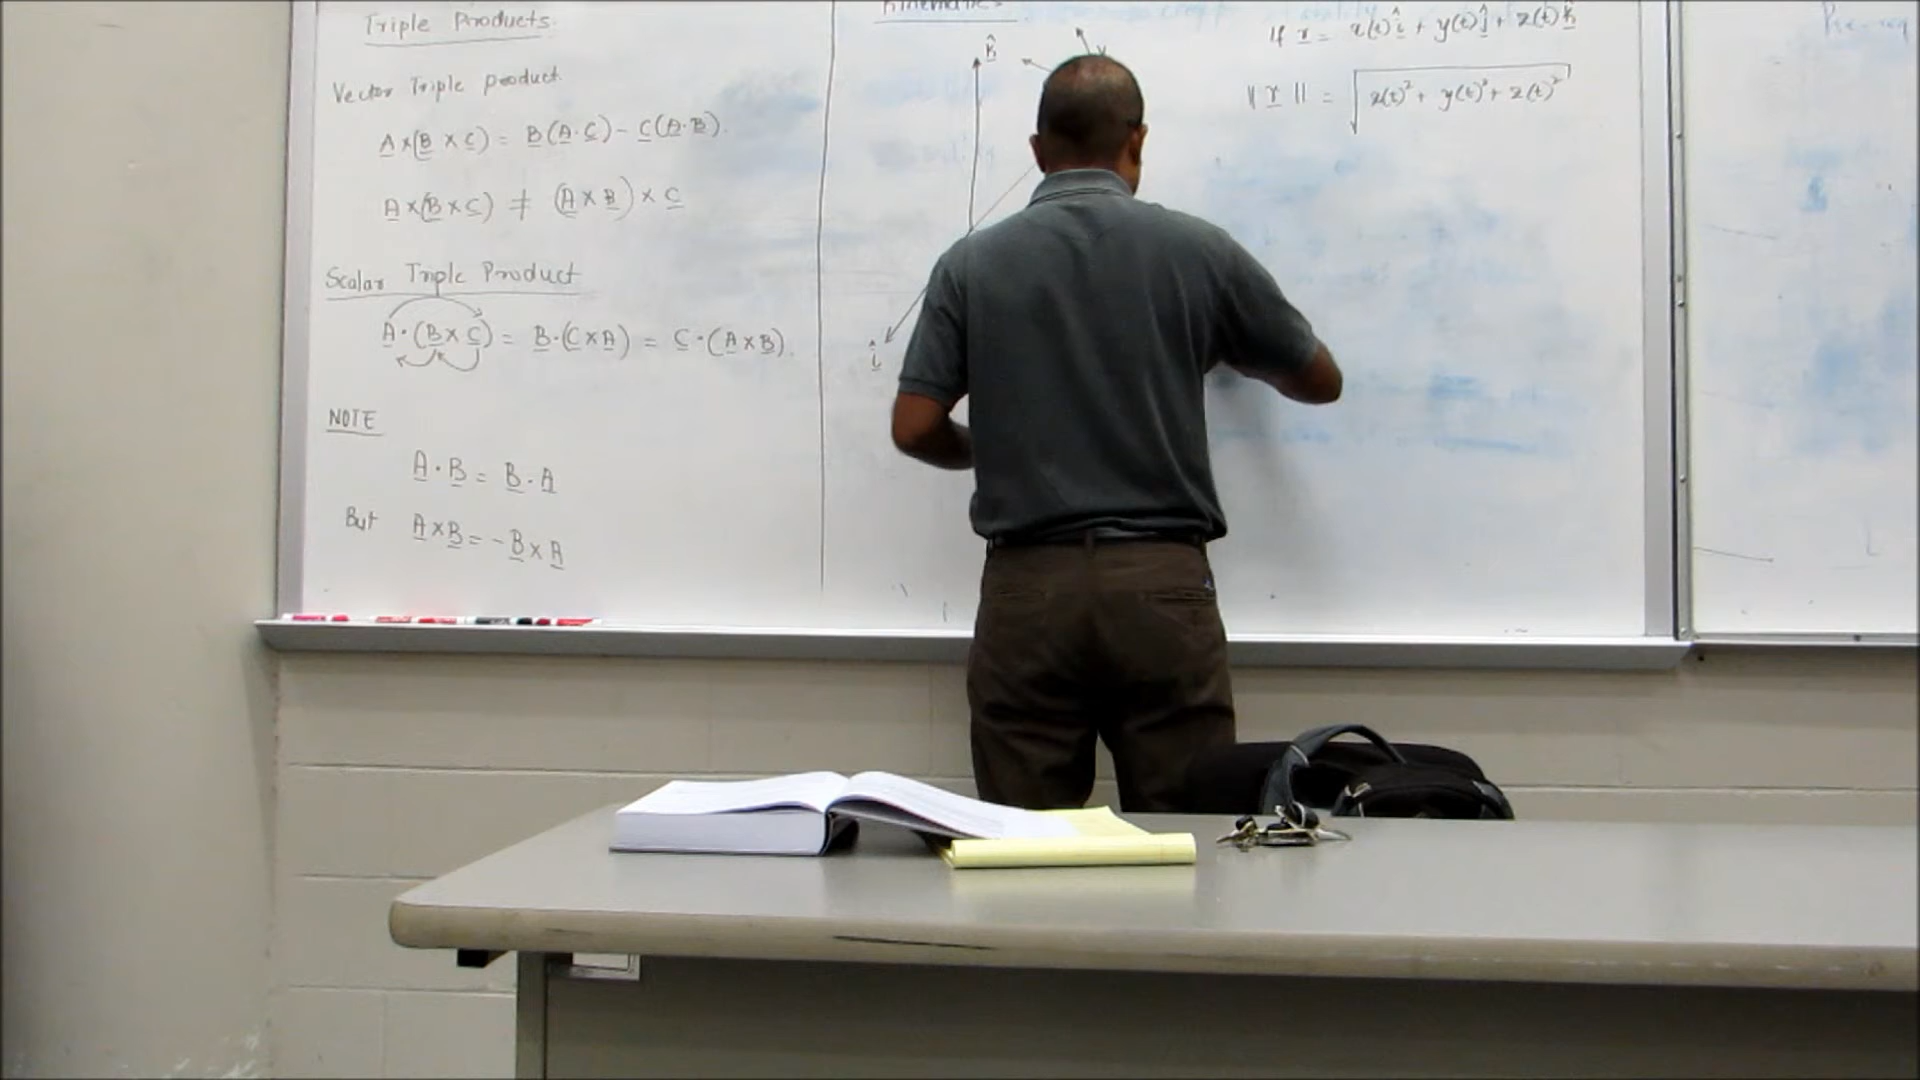 Triple Products.
Vector Triple product.
A × (B × C) = B (A · C) - C (A · B).
A × (B × C) ≠ (A × B) × C
Scalar Triple Product
A · (B × C) = B · (C × A) = C · (A × B).
NOTE
A · B = B · A
But A × B = - B × A
k̂
î
If r = x(t) î + y(t) ĵ + z(t) k̂
|| r || = √ x(t)² + y(t)² + z(t)²